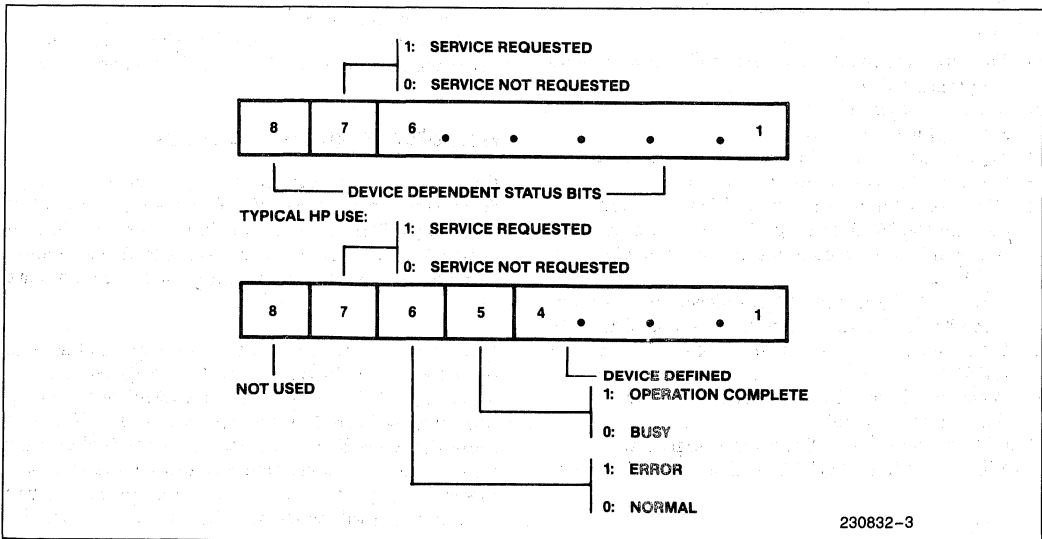 1: SERVICE REQUESTED
0: SERVICE NOT REQUESTED
8 7 6 . . . . . 1
DEVICE DEPENDENT STATUS BITS
TYPICAL HP USE:
1: SERVICE REQUESTED
0: SERVICE NOT REQUESTED
8 7 6 5 4 . . . 1
NOT USED
DEVICE DEFINED
1: OPERATION COMPLETE
0: BUSY
1: ERROR
0: NORMAL
230832-3